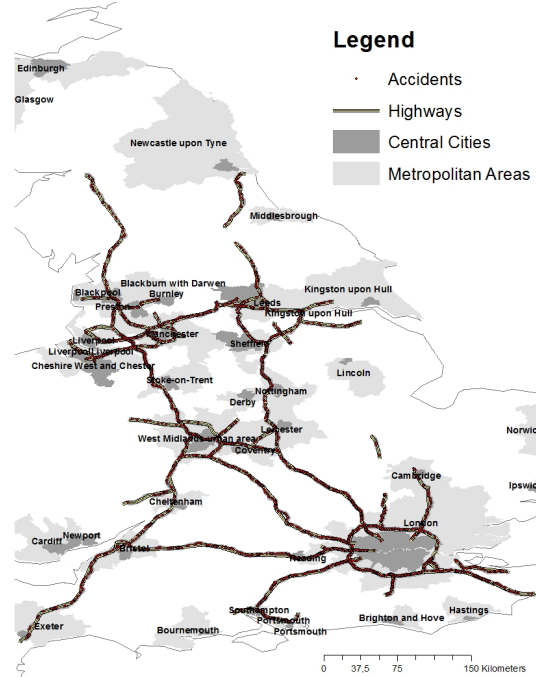 Legend
Accidents
Highways
Central Cities
Metropolitan Areas
Edinburgh
Glasgow
Newcastle upon Tyne
Middlesbrough
Blackburn with Darwen
Blackpool
Burnley
Kingston upon Hull
Preston
Leeds
Kingston upon Hull
Liverpool
Manchester
Sheffield
LiverpoolLiverpool
Cheshire West and Chester
Stoke-on-Trent
Lincoln
Nottingham
Derby
Leicester
West Midlands urban area
Coventry
Norwic
Cambridge
Ipswic
Cheltenham
London
Newport
Cardiff
Bristol
Reading
Southampton
Portsmouth
Portsmouth
Brighton and Hove
Hastings
Exeter
Bournemouth
0 37,5 75 150 Kilometers